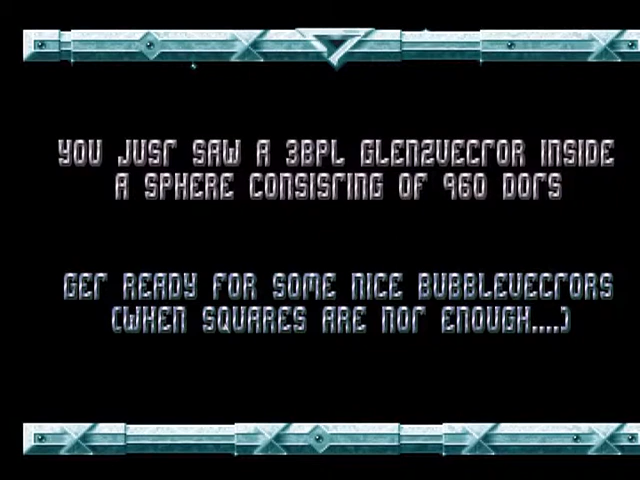 YOU JUST SAW A 3BPL GLENZVECTOR INSIDE
A SPHERE CONSISTING OF 960 DOTS
GET READY FOR SOME NICE BUBBLEVECTORS
(WHEN SQUARES ARE NOT ENOUGH....)